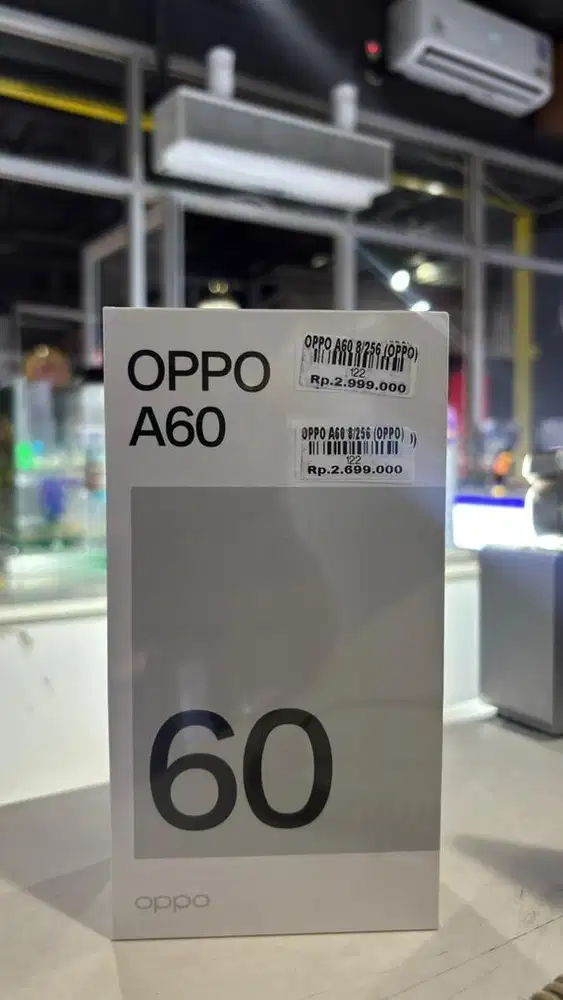 OPPO
A60
OPPO A60 8/256 (OPPO)
122
Rp.2.999.000
OPPO A60 8/256 (OPPO)
122
Rp.2.699.000
60
oppo